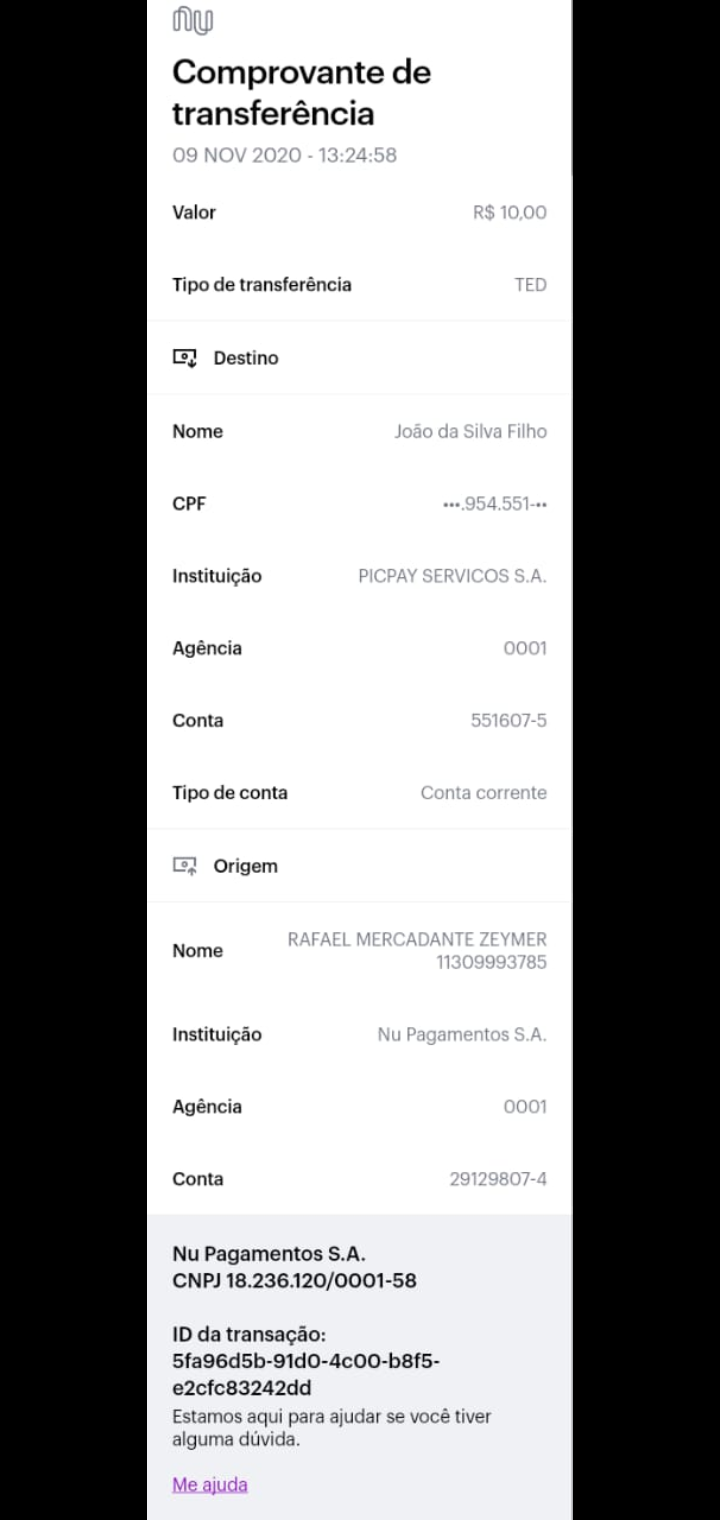 nu
Comprovante de
transferência
09 NOV 2020 - 13:24:58
Valor R$ 10,00
Tipo de transferência TED
Destino
Nome João da Silva Filho
CPF •••.954.551-••
Instituição PICPAY SERVICOS S.A.
Agência 0001
Conta 551607-5
Tipo de conta Conta corrente
Origem
Nome RAFAEL MERCADANTE ZEYMER
11309993785
Instituição Nu Pagamentos S.A.
Agência 0001
Conta 29129807-4
Nu Pagamentos S.A.
CNPJ 18.236.120/0001-58
ID da transação:
5fa96d5b-91d0-4c00-b8f5-
e2cfc83242dd
Estamos aqui para ajudar se você tiver
alguma dúvida.
Me ajuda